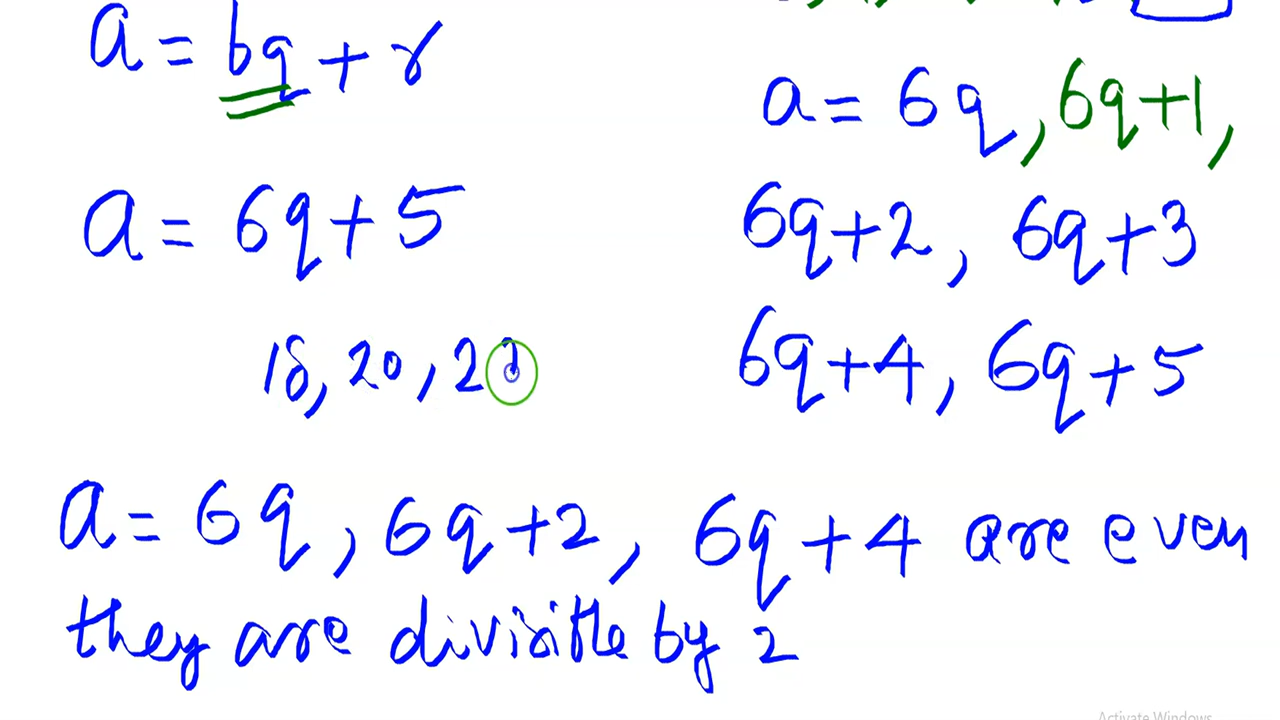 a = bq + r
a = 6q, 6q+1,
a = 6q + 5
6q+2, 6q+3
18, 20, 22
6q+4, 6q+5
a = 6q, 6q+2, 6q+4 are even
they are divisible by 2
Activate Windows